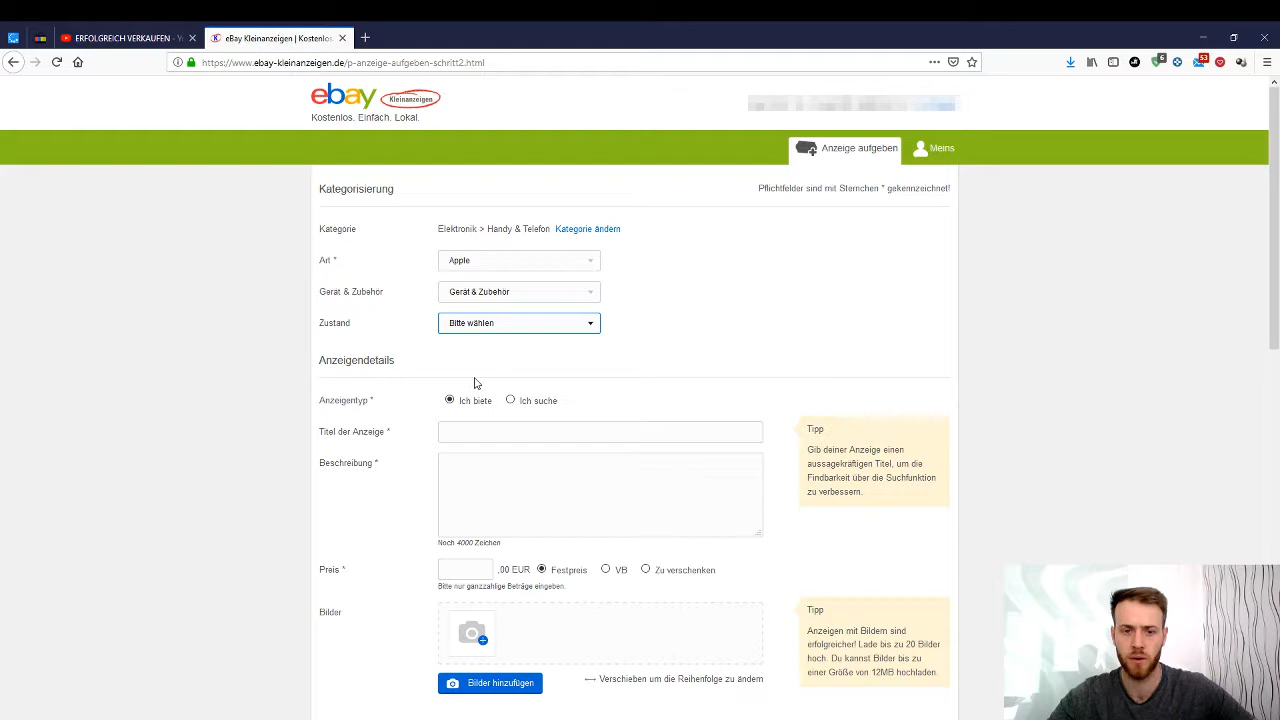 ERFOLGREICH VERKAUFEN - Yo
eBay Kleinanzeigen | Kostenlos.
https://www.ebay-kleinanzeigen.de/p-anzeige-aufgeben-schritt2.html
6
53
ebay Kleinanzeigen
Kostenlos. Einfach. Lokal.
Anzeige aufgeben
Meins
Kategorisierung
Pflichtfelder sind mit Sternchen * gekennzeichnet!
Kategorie
Elektronik > Handy & Telefon Kategorie ändern
Art *
Apple
Gerät & Zubehör
Gerät & Zubehör
Zustand
Bitte wählen
Anzeigendetails
Anzeigentyp *
Ich biete
Ich suche
Titel der Anzeige *
Tipp
Gib deiner Anzeige einen
aussagekräftigen Titel, um die
Findbarkeit über die Suchfunktion
zu verbessern.
Beschreibung *
Noch 4000 Zeichen
Preis *
,00 EUR
Festpreis
VB
Zu verschenken
Bitte nur ganzzahlige Beträge eingeben.
Bilder
Tipp
Anzeigen mit Bildern sind
erfolgreicher! Lade bis zu 20 Bilder
hoch. Du kannst Bilder bis zu
einer Größe von 12MB hochladen.
Bilder hinzufügen
Verschieben um die Reihenfolge zu ändern